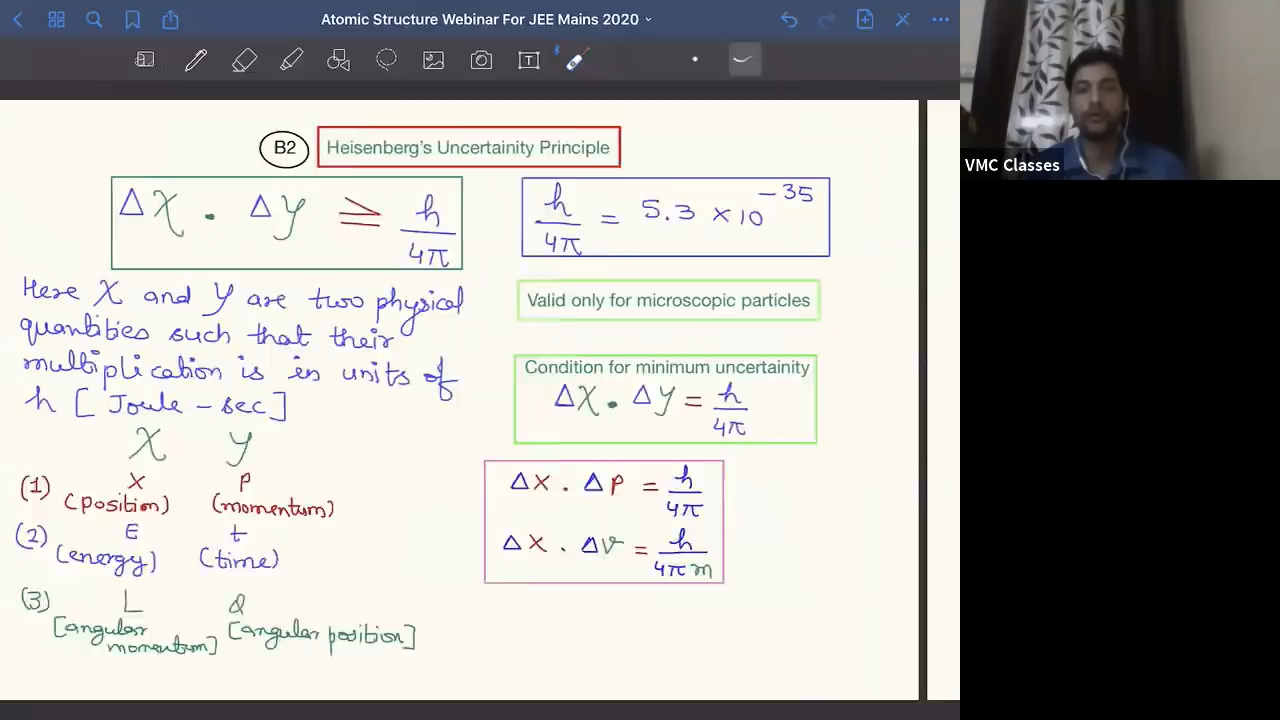 Atomic Structure Webinar For JEE Mains 2020
T
VMC Classes
B2
Heisenberg's Uncertainity Principle
ΔX · ΔY ≥ h/4π
h/4π = 5.3 × 10^-35
Here X and Y are two physical
quantities such that their
multiplication is in units of
h [Joule-sec]
X Y
(1) X P
(position) (momentum)
(2) E t
(energy) (time)
(3) L θ
[angular momentum] [angular position]
Valid only for microscopic particles
Condition for minimum uncertainity
ΔX · ΔY = h/4π
ΔX · ΔP = h/4π
ΔX · ΔV = h/4πm